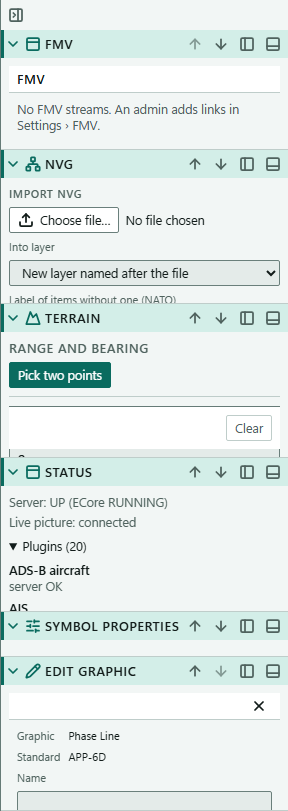 FMV
FMV
No FMV streams. An admin adds links in
Settings › FMV.
NVG
IMPORT NVG
Choose file... No file chosen
Into layer
New layer named after the file
Label of items without one (NATO)
TERRAIN
RANGE AND BEARING
Pick two points
Clear
STATUS
Server: UP (ECore RUNNING)
Live picture: connected
▼ Plugins (20)
ADS-B aircraft
server OK
AIS
SYMBOL PROPERTIES
EDIT GRAPHIC
Graphic Phase Line
Standard APP-6D
Name